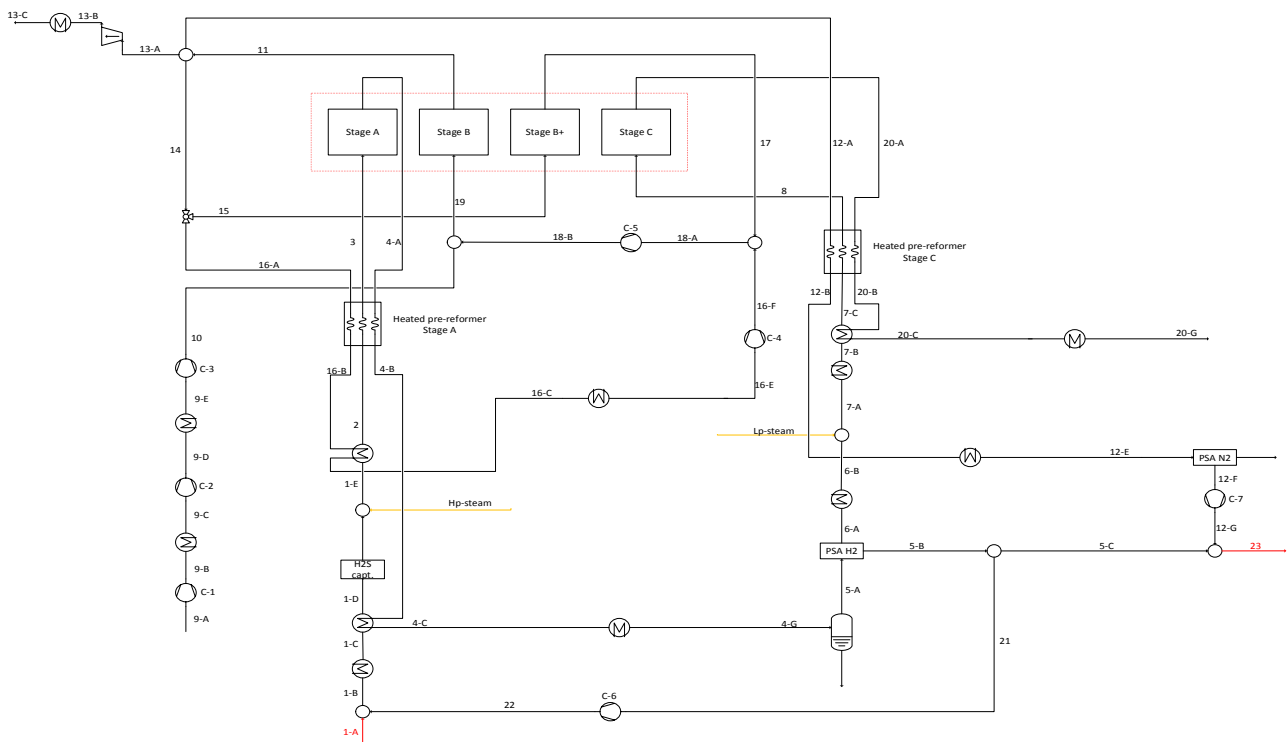 13-C
13-B
13-A
11
Stage A
Stage B
Stage B+
Stage C
14
17
12-A
20-A
8
15
19
3
4-A
C-5
18-B
18-A
16-A
Heated pre-reformer
Stage C
12-B
20-B
16-F
7-C
Heated pre-reformer
Stage A
10
C-4
20-C
20-G
7-B
C-3
16-B
4-B
16-E
9-E
16-C
7-A
2
Lp-steam
9-D
12-E
PSA N2
1-E
6-B
12-F
C-2
Hp-steam
C-7
9-C
6-A
12-G
PSA H2
5-B
5-C
23
H2S
capt.
9-B
C-1
1-D
5-A
9-A
4-C
4-G
1-C
21
1-B
C-6
22
1-A